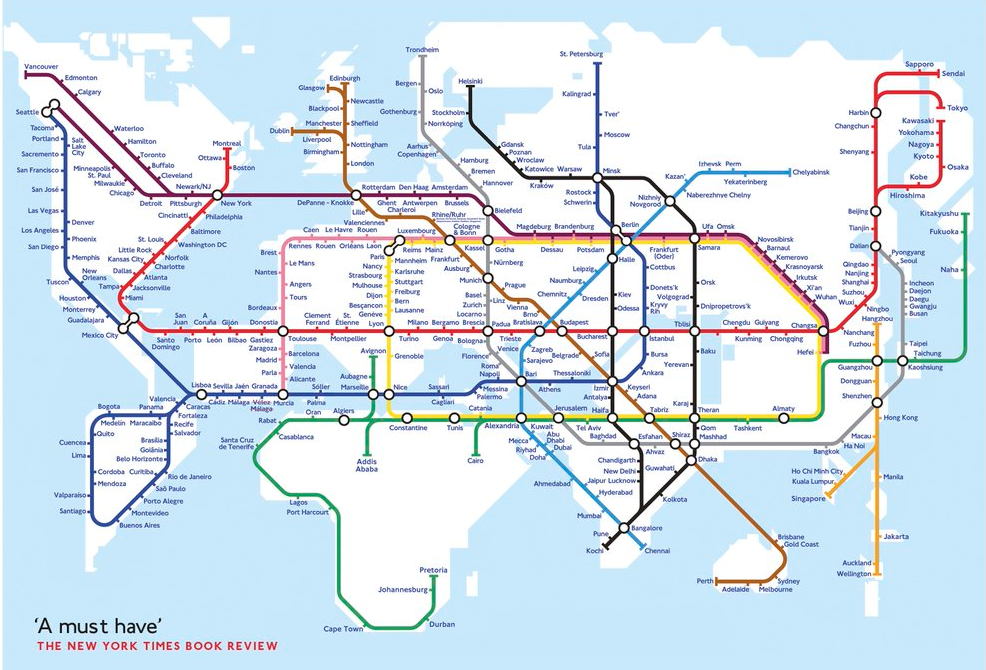 Vancouver
Edmonton
Calgary
Seattle
Tacoma
Portland
Sacramento
San Francisco
San José
Las Vegas
Los Angeles
San Diego
Salt
Lake
City
Denver
Phoenix
Memphis
New
Orleans
Tuscon
Houston
Monterrey
Guadalajara
Mexico City
Waterloo
Hamilton
Toronto
Buffalo
Cleveland
Minneapolis
St. Paul
Milwaukie
Chicago
Detroit
Pittsburg
Newark/NJ
New York
Montreal
Ottawa
Boston
Philadelphia
Cincinatti
Baltimore
Washington DC
St. Louis
Norfolk
Kansas City
Little Rock
Charlotte
Atlanta
Dallas
Jacksonville
Tampa
Miami
Santo
Domingo
San
Juan
Porto
A
Coruña
León
Gijón
Bilbao
Donostia
Gastiez
Zaragoza
Madrid
Barcelona
Valencia
Alicante
Murcia
Lisboa
Sevilla
Jaén
Granada
Cádiz
Málaga
Vélez
Málaga
Glasgow
Edinburgh
Newcastle
Blackpool
Manchester
Sheffield
Dublin
Liverpool
Birmingham
Nottingham
London
DePanne - Knokke
Rotterdam
Den Haag
Amsterdam
Ghent
Antwerpen
Brussels
Lille
Charleroi
Valenciennes
Rhine/Ruhr
Cologne
& Bonn
Caen
Le Havre
Rouen
Rennes
Rouen
Orléans
Laon
Brest
Nantes
Le Mans
Angers
Tours
Bordeaux
Toulouse
Clement
Ferrand
Montpellier
St.
Étienne
Lyon
Luxembourg
Paris
Nancy
Strasbourg
Mulhouse
Dijon
Besançon
Geneva
Reims
Mainz
Mannheim
Karlsruhe
Stuttgart
Freiburg
Bern
Lausanne
Frankfurt
Ausburg
Munich
Grenoble
Avignon
Aubagne
Marseille
Nice
Milano
Bergamo
Brescia
Turino
Genoa
Bologna
Padua
Trieste
Venice
Florence
Roma
Napoli
Messina
Palermo
Sassari
Cagliari
Sóller
Palma
Trondheim
Bergen
Oslo
Gothenburg
Norrköping
Aarhus
Copenhagen
Hamburg
Bremen
Hannover
Bielefeld
Kassel
Gotha
Nürnberg
Basel
Zurich
Locarno
Prague
Linz
Vienna
Brno
Bratislava
Budapest
Helsinki
Stockholm
Gdansk
Poznan
Wroclaw
Katowice
Warsaw
Kraków
St. Petersburg
Kalingrad
Tver'
Moscow
Tula
Minsk
Rostock
Schwerin
Berlin
Magdeburg
Brandenburg
Dessau
Potsdam
Frankfurt
(Oder)
Leipzig
Halle
Naumburg
Cottbus
Chemnitz
Dresden
Kiev
Odessa
Donets'k
Volgograd
Kryvyi
Rih
Dnipropetrovs'k
Nizhniy
Novgorod
Kazan'
Naberezhnye Chelny
Izhevsk
Perm
Yekaterinberg
Chelyabinsk
Ufa
Omsk
Samara
Orsk
Novosibirsk
Barnaul
Kemerovo
Krasnoyarsk
Irkutsk
Xi'an
Wuhan
Changsa
Hefei
Tblisi
Baku
Yerevan
Bucharest
Istanbul
Bursa
Ankara
Sofia
Belgrade
Zagreb
Sarajevo
Bari
Thessaloniki
Athens
Izmir
Antalya
Keyseri
Adana
Haifa
Tabriz
Karaj
Theran
Qom
Mashhad
Tashkent
Almaty
Chengdu
Guiyang
Kunming
Chongqing
Oran
Algiers
Rabat
Casablanca
Santa Cruz
de Tenerife
Constantine
Tunis
Catania
Alexandria
Cairo
Addis
Ababa
Lagos
Port Harcourt
Cape Town
Durban
Johannesburg
Pretoria
Jerusalem
Tel Aviv
Kuwait
Abu
Dhabi
Dubai
Baghdad
Mecca
Riyhad
Doha
Esfahan
Ahvaz
Shiraz
Dhaka
Chandigarh
New Delhi
Jaipur
Lucknow
Guwahati
Hyderabad
Kolkota
Ahmedabad
Mumbai
Pune
Kochi
Bangalore
Chennai
Valencia
Panama
Caracas
Bogota
Medelin
Maracaibo
Fortaleza
Recife
Salvador
Quito
Brasilia
Goiânia
Belo Horizonte
Cuencea
Lima
Cordoba
Curitiba
Mendoza
Rio de Janeiro
São Paulo
Porto Alegre
Montevideo
Buenos Aires
Valparaiso
Santiago
Sapporo
Sendai
Tokyo
Harbin
Changchun
Shenyang
Kawasaki
Yokohama
Nagoya
Kyoto
Osaka
Kobe
Hiroshima
Beijing
Tianjin
Dalian
Kitakyushu
Fukuoka
Naha
Pyongyang
Seoul
Incheon
Daejon
Daegu
Gwangju
Busan
Qingdao
Nanjing
Shanghai
Suzhou
Wuxi
Ningbo
Hangzhou
Nanchang
Fuzhou
Taipei
Taichung
Kaoshsiung
Guangzhou
Dongguan
Shenzhen
Hong Kong
Macau
Ha Noi
Bangkok
Ho Chi Minh City
Kuala Lumpur
Singapore
Manila
Jakarta
Auckland
Wellington
Brisbane
Gold Coast
Sydney
Melbourne
Adelaide
Perth
'A must have'
THE NEW YORK TIMES BOOK REVIEW